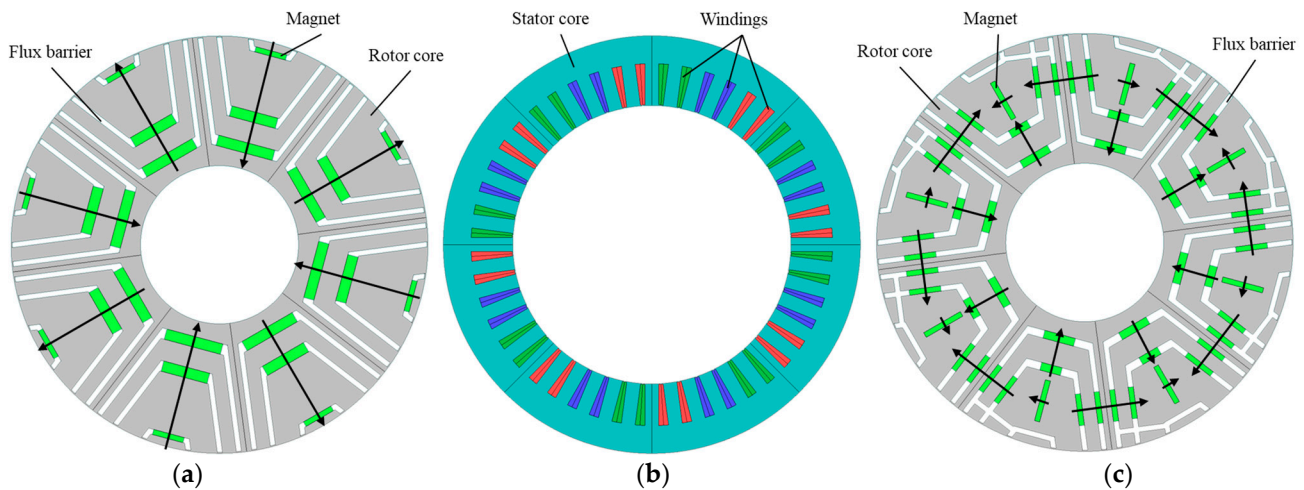 Magnet
Flux barrier
Rotor core
(a)
Stator core
Windings
(b)
Magnet
Rotor core
Flux barrier
(c)